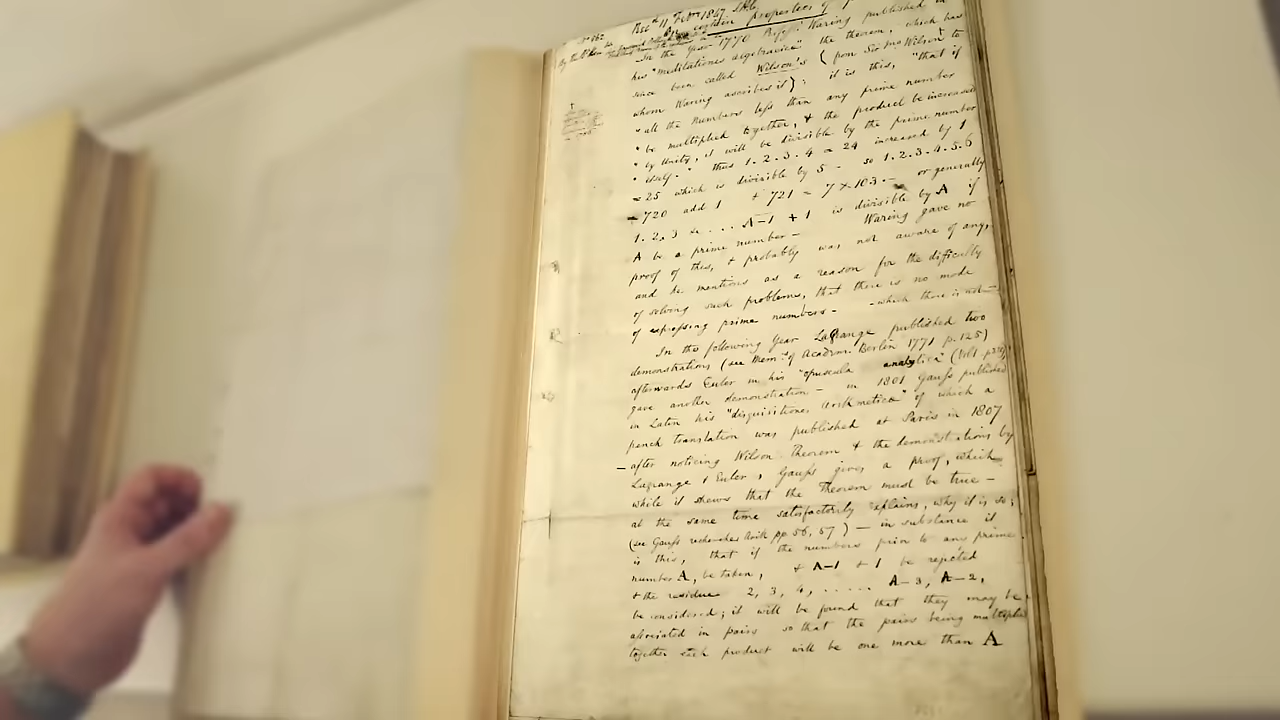 certain properties of
In the Year "1770 Profr. Waring published in
his "meditationes algebraicæ" the theorem, which has
since been called Wilson's (from Sir Jno Wilson to
whom Waring ascribes it): it is this, "that if
"all the numbers less than any prime number
"be multiplied together, & the product be increased
"by Unity, it will be divisible by the prime number
"itself." thus 1.2.3.4 = 24 increased by 1
= 25 which is divisible by 5 - so 1.2.3.4.5.6
= 720 add 1 & 721 = 7 × 103. - or generally
1.2.3 &c .... A-1 + 1 is divisible by A if
A be a prime number - Waring gave no
proof of this, & probably was not aware of any,
and he mentions as a reason for the difficulty
of solving such problems, that there is no mode
of expressing prime numbers - - which there is not -
In the following Year LaGrange published two
demonstrations (see Mem. of Academ. Berlin 1771 p. 125)
afterwards Euler in his "Opuscula analytica" (Vol 1
gave another demonstration - in 1801 Gauss published
in Laten his "disquisitiones Arithmeticæ" of which a
french translation was published at Paris in 1807
- after noticing Wilson Theorem & the demonstrations by
Lagrange & Euler, Gauss gives a proof, which
while it shews that the Theorem must be true -
at the same time satisfactorily explains, why it is so;
(see Gauss recherches Arith pp 56, 57) - in substance it
is this, that if the numbers prim to any prime
number A, be taken, & A-1 & 1 be rejected
& the residue 2, 3, 4, ...... A-3, A-2,
be considered; it will be found that they may be
associated in pairs so that the pairs being multiplied
together each product will be one more than A